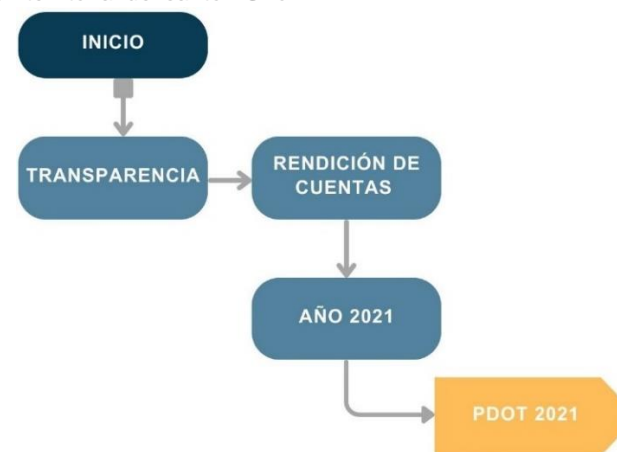 INICIO
TRANSPARENCIA
RENDICIÓN DE
CUENTAS
AÑO 2021
PDOT 2021